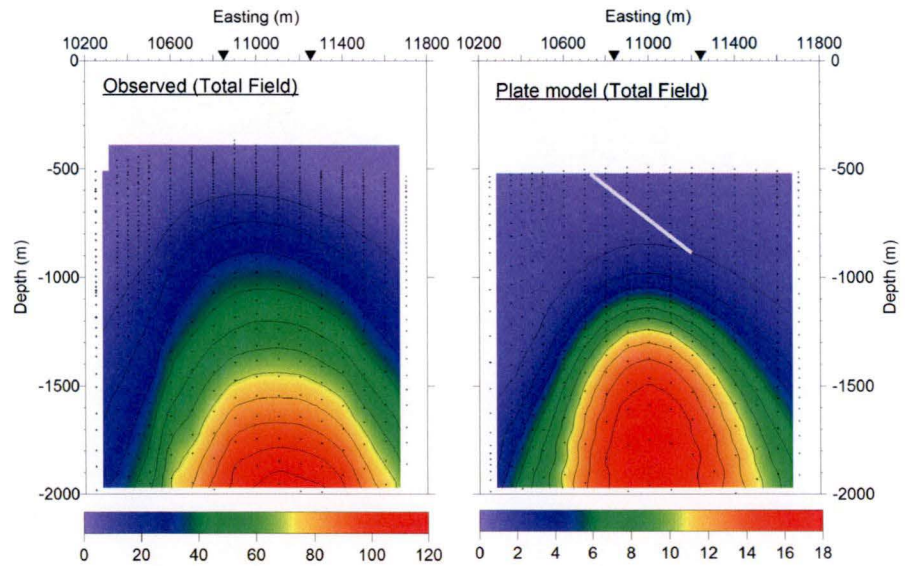 Easting (m)
10200 10600 11000 11400 11800
Easting (m)
10200 10600 11000 11400 11800
0
-500
-1000
-1500
-2000
Depth (m)
Observed (Total Field)
Plate model (Total Field)
0
-500
-1000
-1500
-2000
Depth (m)
0 20 40 60 80 100 120
0 2 4 6 8 10 12 14 16 18